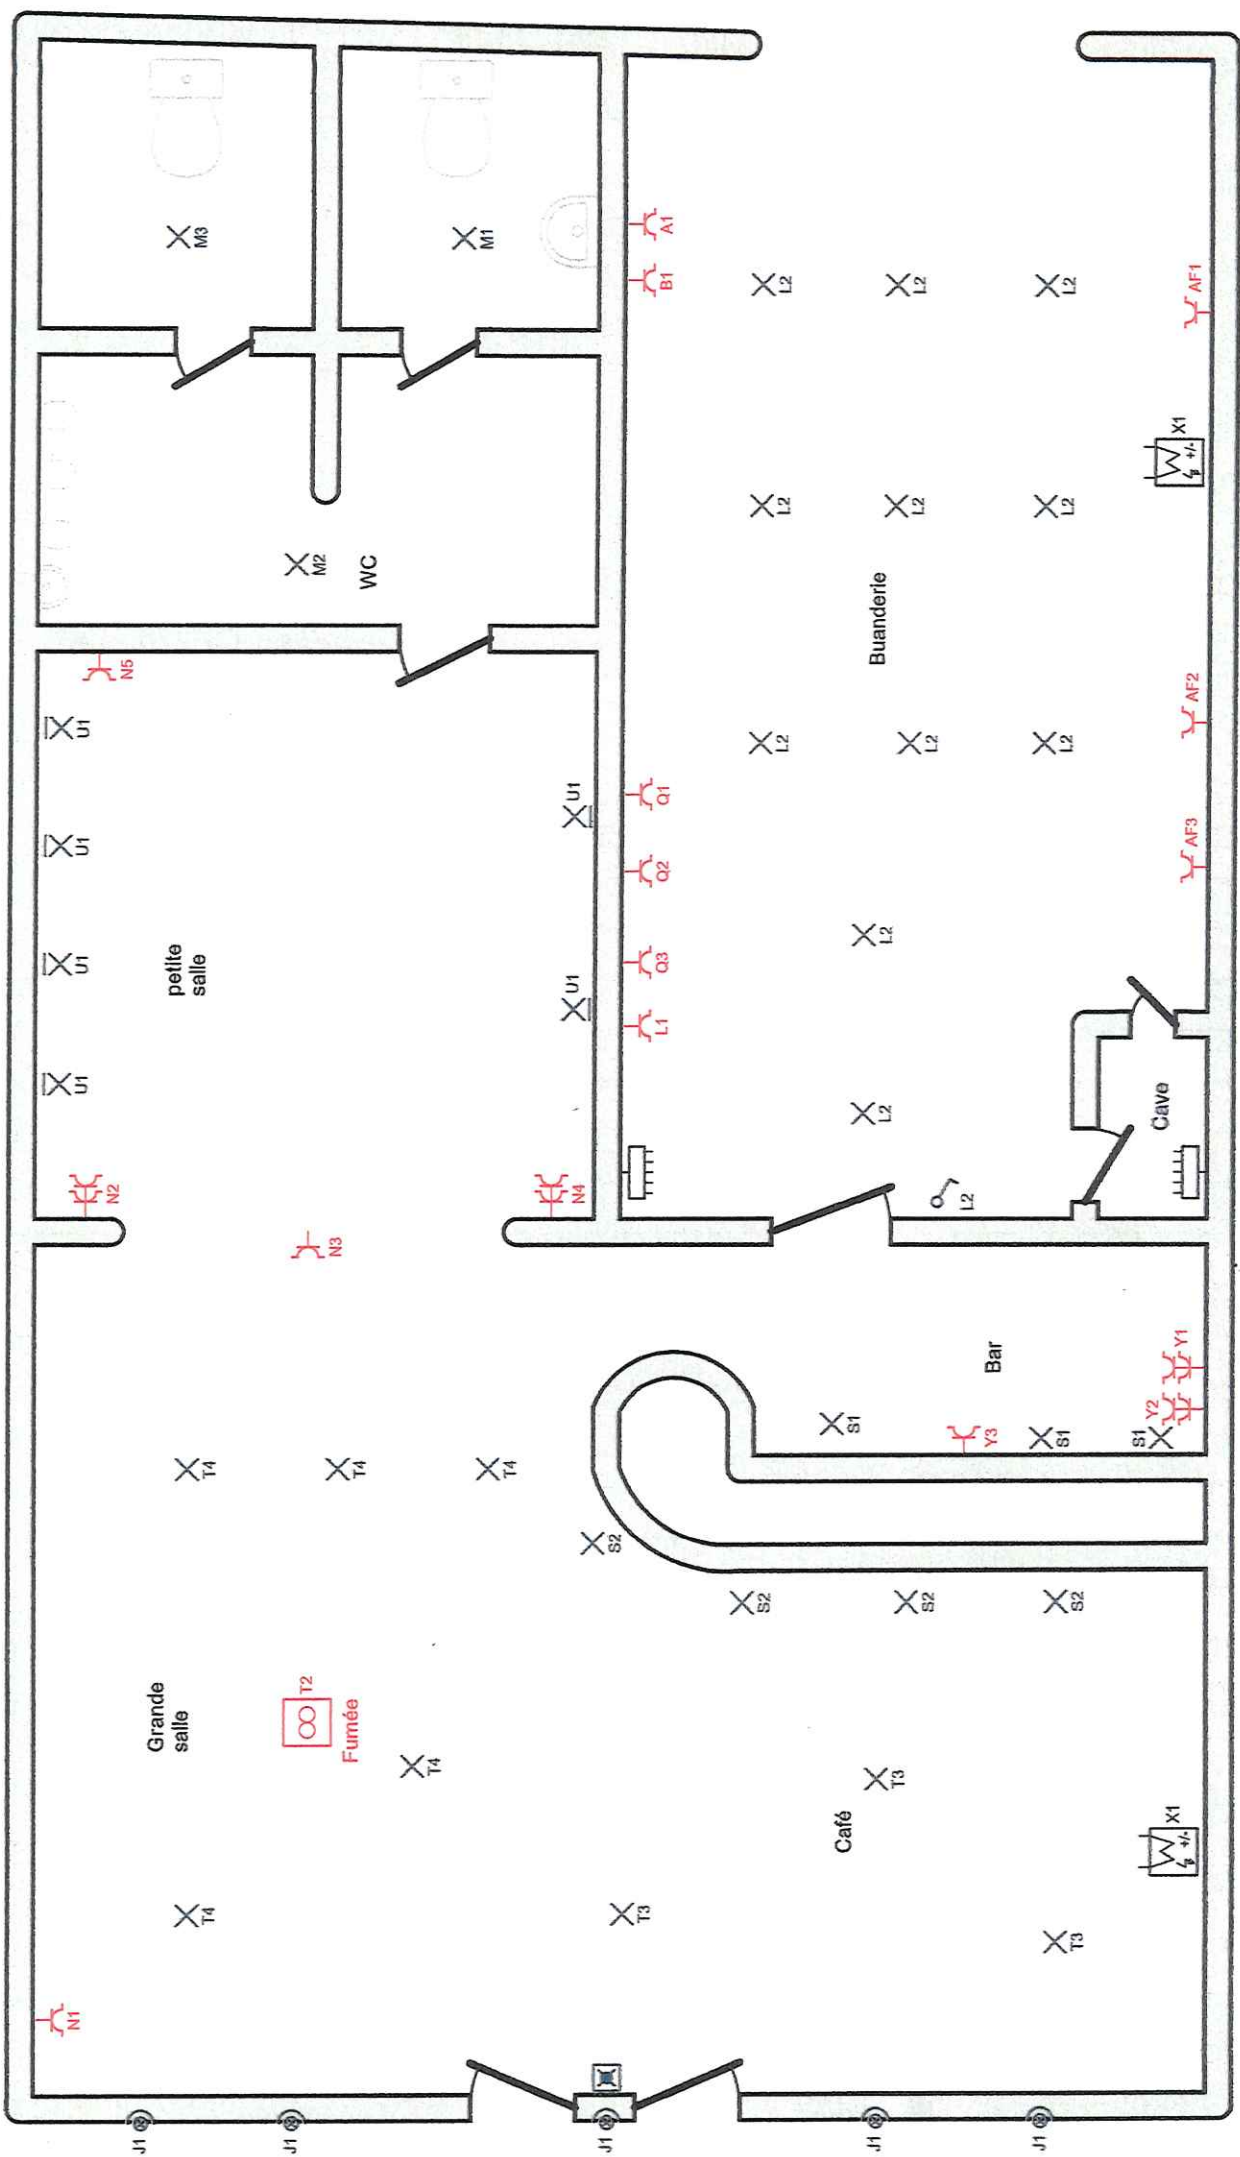 M3
M1
A1
B1
L2
L2
L2
AF1
X1
L2
L2
L2
M2
WC
Buanderie
N5
U1
AF2
L2
L2
L2
Q1
U1
U1
Q2
AF3
petite
salle
U1
Q3
L2
U1
L1
U1
L2
Cave
N2
N4
L2
N3
Bar
Y1
Y2
S1
Y3
S1
S1
T4
T4
T4
S2
S2
S2
S2
Grande
salle
T2
Fumée
T4
T3
Café
X1
T4
T3
T3
N1
J1
J1
J1
J1
J1